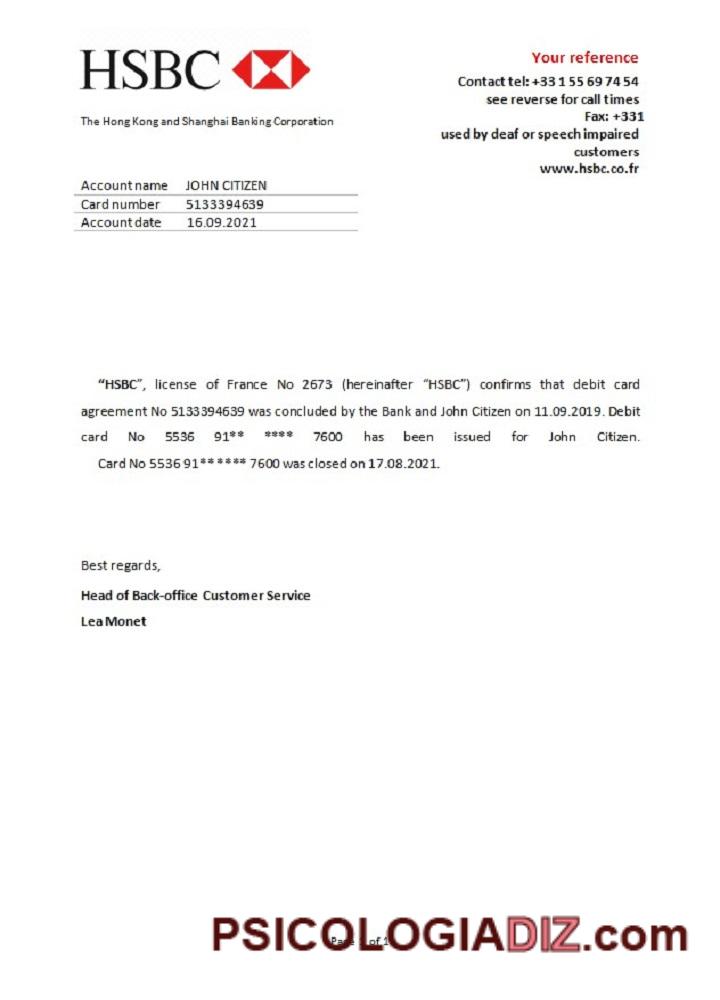 HSBC
The Hong Kong and Shanghai Banking Corporation
Your reference
Contact tel: +33 1 55 69 74 54
see reverse for call times
Fax: +331
used by deaf or speech impaired
customers
www.hsbc.co.fr
Account name JOHN CITIZEN
Card number 5133394639
Account date 16.09.2021
“HSBC”, license of France No 2673 (hereinafter “HSBC”) confirms that debit card
agreement No 5133394639 was concluded by the Bank and John Citizen on 11.09.2019. Debit
card No 5536 91** **** 7600 has been issued for John Citizen.
Card No 5536 91** **** 7600 was closed on 17.08.2021.
Best regards,
Head of Back-office Customer Service
Lea Monet
PSICOLOGIADIZ.com
Page of 1